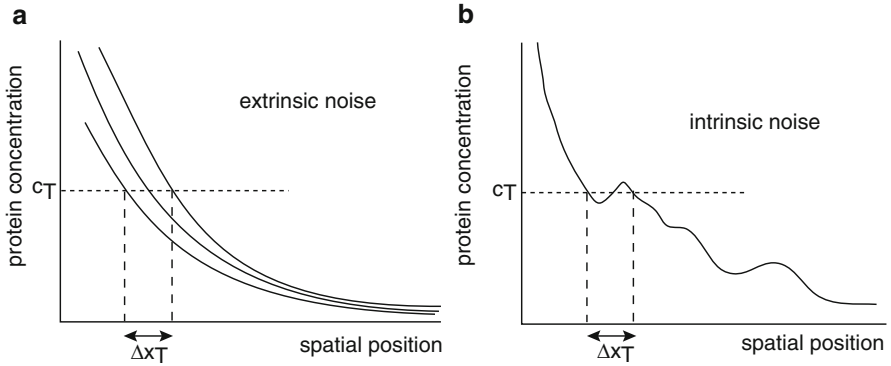 a
protein concentration
extrinsic noise
cT
ΔxT
spatial position
b
protein concentration
intrinsic noise
cT
ΔxT
spatial position